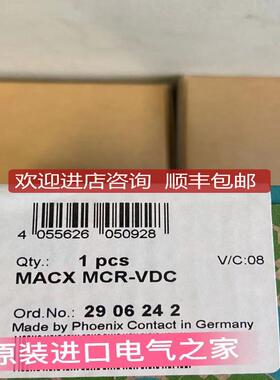 欢迎进店咨询 顺丰包邮
4 055626 050928
Qty.: 1 pcs V/C:08
MACX MCR-VDC
Ord.No.: 29 06 24 2
Made by Phoenix Contact in Germany
原装进口电气之家